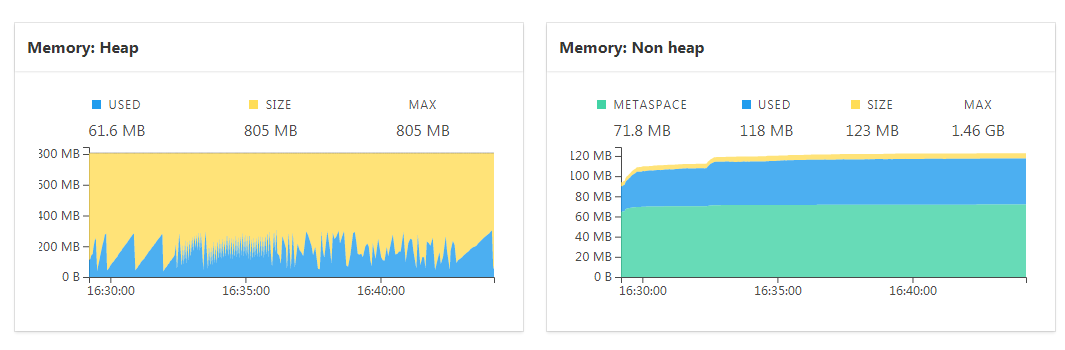 Memory: Heap
USED SIZE MAX
61.6 MB 805 MB 805 MB
800 MB
600 MB
400 MB
200 MB
0 B
16:30:00 16:35:00 16:40:00
Memory: Non heap
METASPACE USED SIZE MAX
71.8 MB 118 MB 123 MB 1.46 GB
120 MB
100 MB
80 MB
60 MB
40 MB
20 MB
0 B
16:30:00 16:35:00 16:40:00